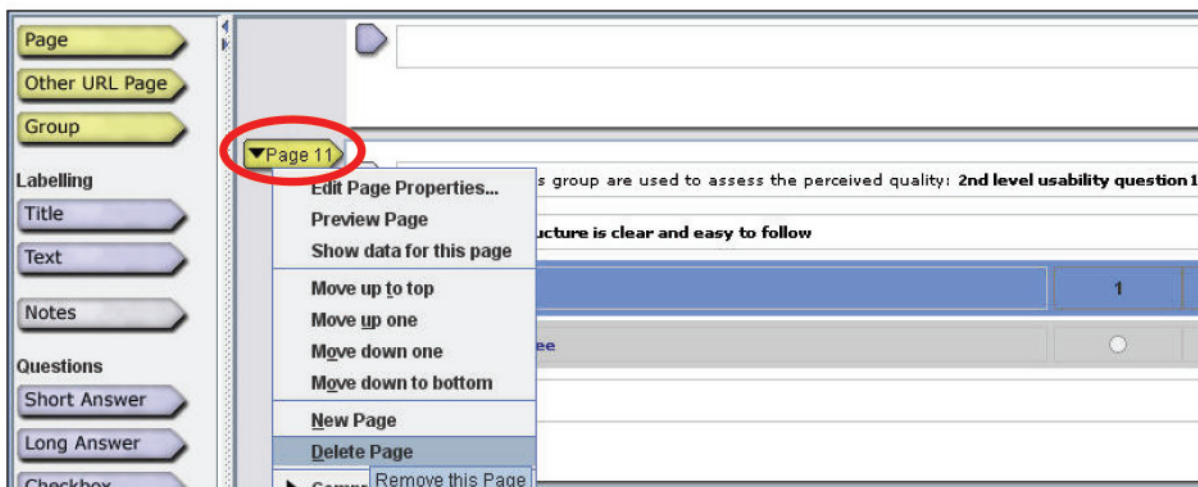 Page
Other URL Page
Group
Labelling
Title
Text
Notes
Questions
Short Answer
Long Answer
Checkbox
Page 11
Edit Page Properties...
Preview Page
Show data for this page
Move up to top
Move up one
Move down one
Move down to bottom
New Page
Delete Page
Remove this Page
s group are used to assess the perceived quality: 2nd level usability question1
ucture is clear and easy to follow
1
ee